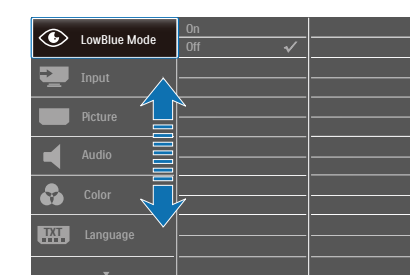 LowBlue Mode
On
Off
Input
Picture
Audio
Color
TXT
Language